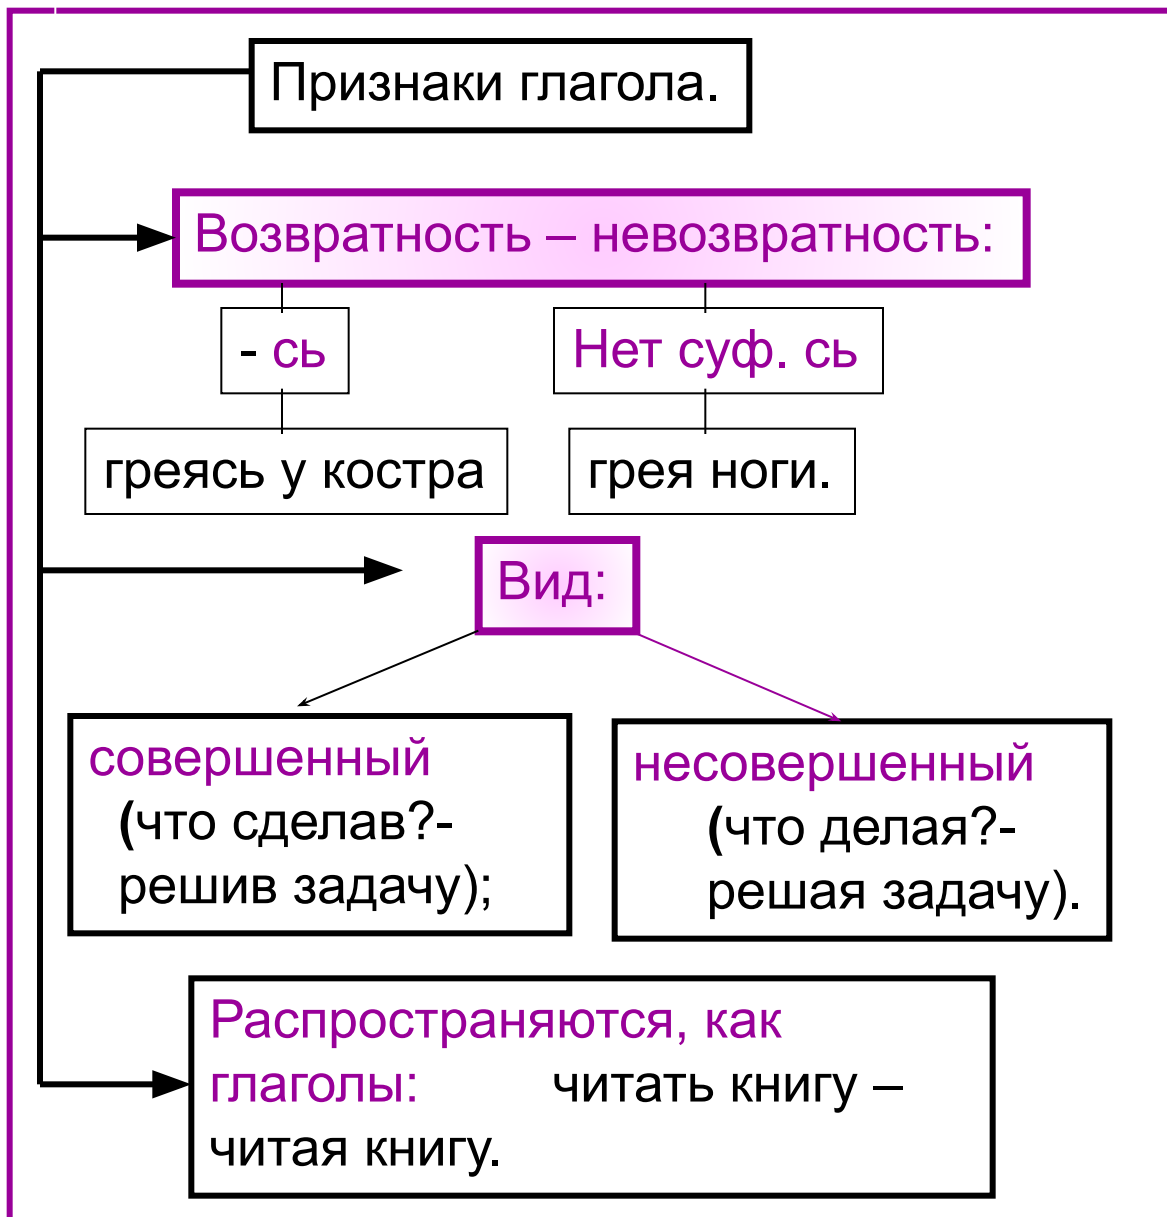 Признаки глагола.
Возвратность – невозвратность:
- сь
Нет суф. сь
греясь у костра
грея ноги.
Вид:
совершенный
(что сделав?-
решив задачу);
несовершенный
(что делая?-
решая задачу).
Распространяются, как
глаголы: читать книгу –
читая книгу.